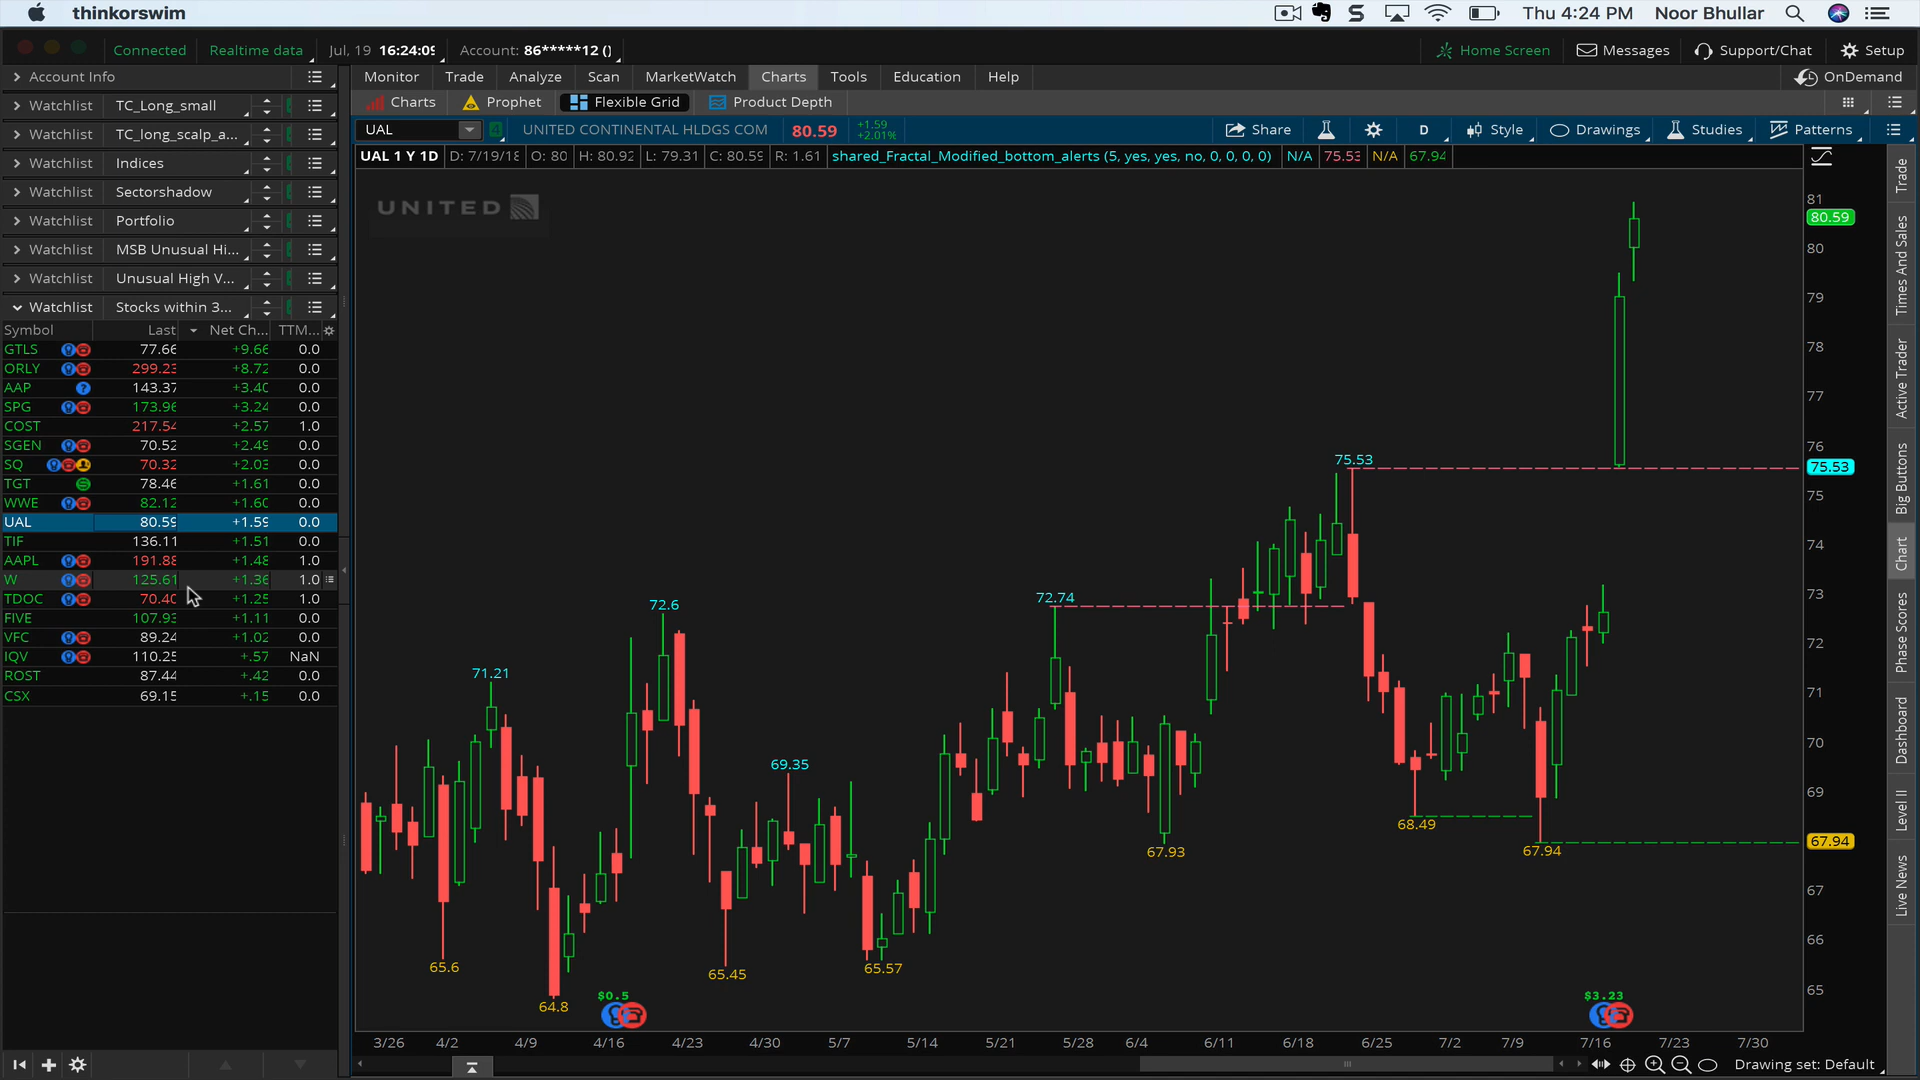 thinkorswim
Thu 4:24 PM Noor Bhullar
Connected Realtime data Jul, 19 16:24:09 Account: 86*****12 ()
Home Screen Messages Support/Chat Setup
Account Info
Monitor Trade Analyze Scan MarketWatch Charts Tools Education Help
OnDemand
Watchlist TC_Long_small
Charts Prophet Flexible Grid Product Depth
Watchlist TC_long_scalp_a...
UAL UNITED CONTINENTAL HLDGS COM 80.59 +1.59 +2.01%
Share D Style Drawings Studies Patterns
UAL 1 Y 1D D: 7/19/18 O: 80 H: 80.92 L: 79.31 C: 80.59 R: 1.61 shared_Fractal_Modified_bottom_alerts (5, yes, yes, no, 0, 0, 0, 0) N/A 75.53 N/A 67.94
Watchlist Indices
Watchlist Sectorshadow
Watchlist Portfolio
Watchlist MSB Unusual Hi...
Watchlist Unusual High V...
Watchlist Stocks within 3...
Symbol Last Net Ch... TTM...
GTLS 77.66 +9.66 0.0
ORLY 299.23 +8.72 0.0
AAP 143.37 +3.40 0.0
SPG 173.96 +3.24 0.0
COST 217.54 +2.57 1.0
SGEN 70.52 +2.49 0.0
SQ 70.32 +2.03 0.0
TGT 78.46 +1.61 0.0
WWE 82.12 +1.60 0.0
UAL 80.59 +1.59 0.0
TIF 136.11 +1.51 0.0
AAPL 191.88 +1.48 1.0
W 125.61 +1.36 1.0
TDOC 70.40 +1.25 1.0
FIVE 107.93 +1.11 0.0
VFC 89.24 +1.02 0.0
IQV 110.25 +.57 NaN
ROST 87.44 +.42 0.0
CSX 69.15 +.15 0.0
UNITED
71.21
72.6
69.35
72.74
75.53
65.6
64.8
65.45
65.57
67.93
68.49
67.94
$0.5
$3.23
81
80.59
80
79
78
77
76
75.53
75
74
73
72
71
70
69
67.94
67
66
65
3/26 4/2 4/9 4/16 4/23 4/30 5/7 5/14 5/21 5/28 6/4 6/11 6/18 6/25 7/2 7/9 7/16 7/23 7/30
Drawing set: Default
Trade
Times And Sales
Active Trader
Big Buttons
Chart
Phase Scores
Dashboard
Level II
Live News